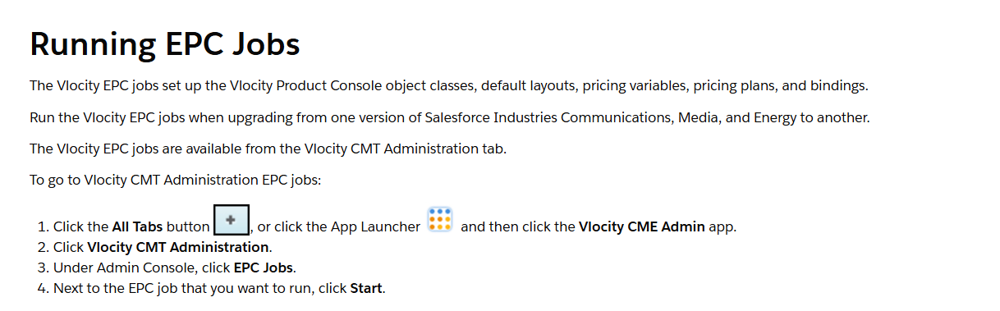 Running EPC Jobs
The Vlocity EPC jobs set up the Vlocity Product Console object classes, default layouts, pricing variables, pricing plans, and bindings.
Run the Vlocity EPC jobs when upgrading from one version of Salesforce Industries Communications, Media, and Energy to another.
The Vlocity EPC jobs are available from the Vlocity CMT Administration tab.
To go to Vlocity CMT Administration EPC jobs:
1. Click the All Tabs button +, or click the App Launcher and then click the Vlocity CME Admin app.
2. Click Vlocity CMT Administration.
3. Under Admin Console, click EPC Jobs.
4. Next to the EPC job that you want to run, click Start.